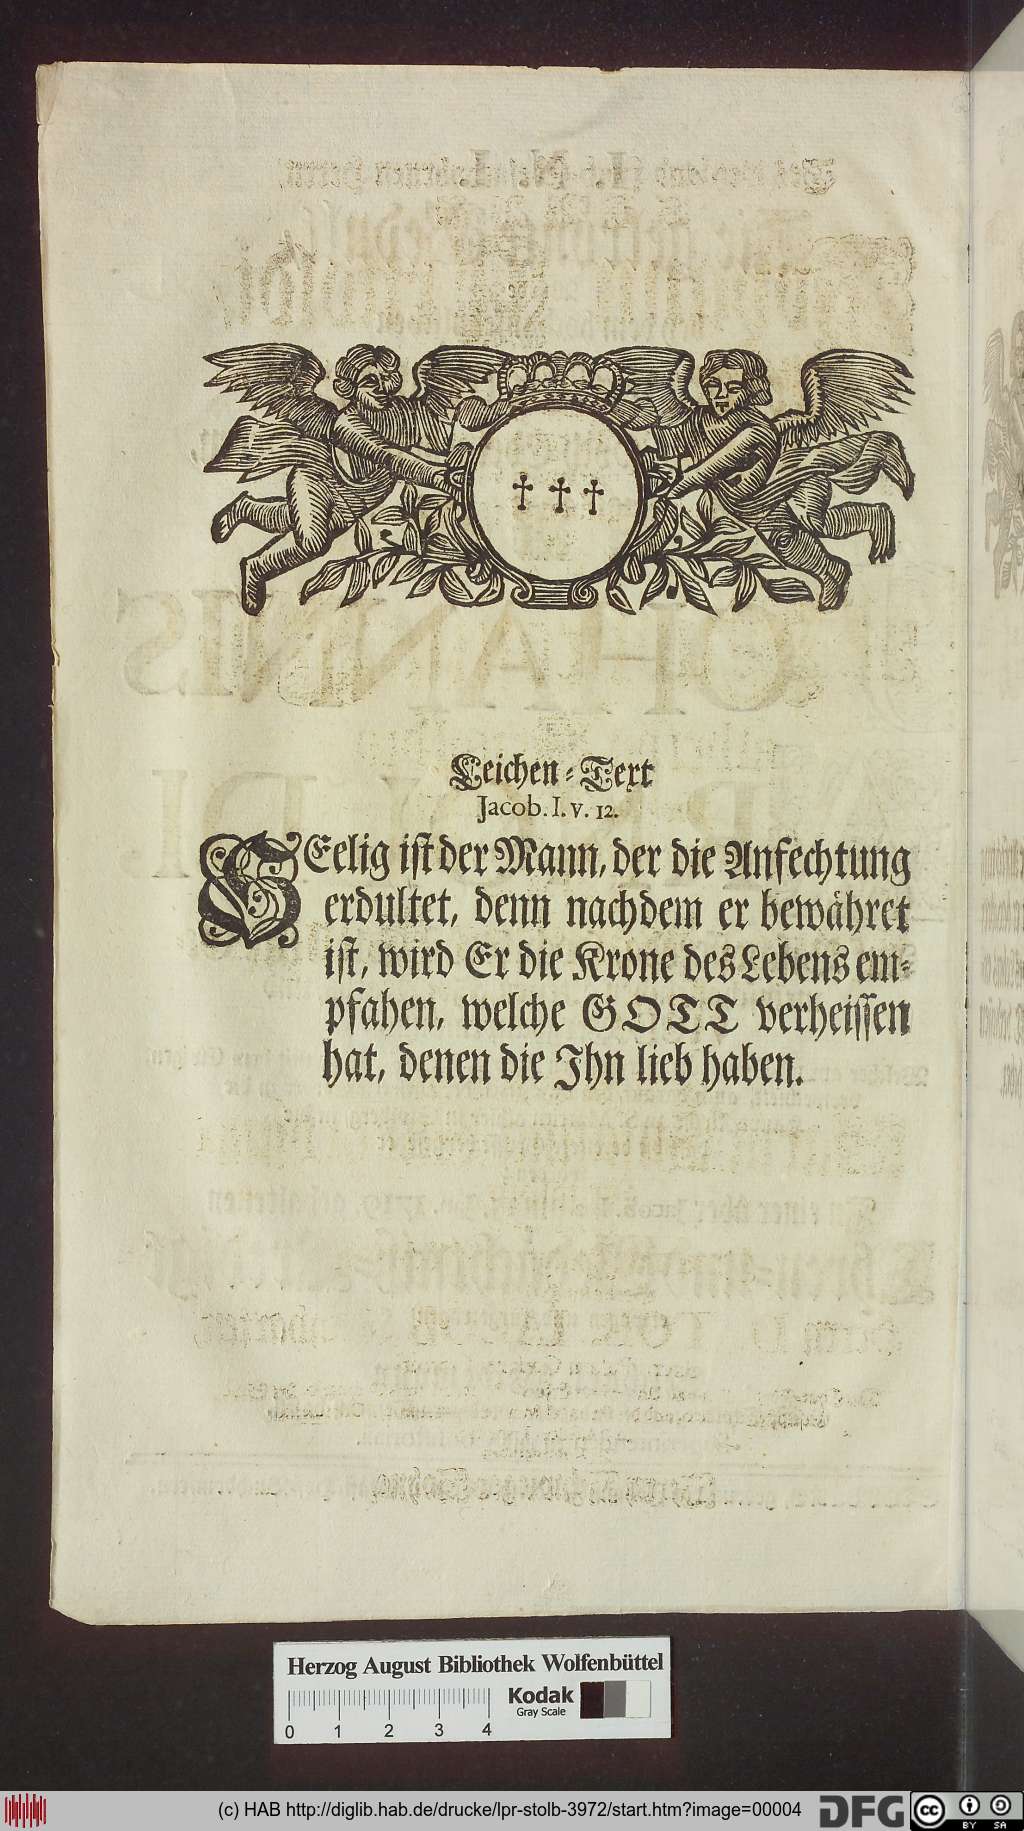 Leichen-Text
Jacob. I. v. 12.
SEelig ist der Mann, der die Anfechtung
erdultet, denn nachdem er bewähret
ist, wird Er die Krone des Lebens em-
pfahen, welche GOTT verheissen
hat, denen die Ihn lieb haben.
Herzog August Bibliothek Wolfenbüttel
Kodak
Gray Scale
0 1 2 3 4
(c) HAB http://diglib.hab.de/drucke/lpr-stolb-3972/start.htm?image=00004
DFG
cc BY SA